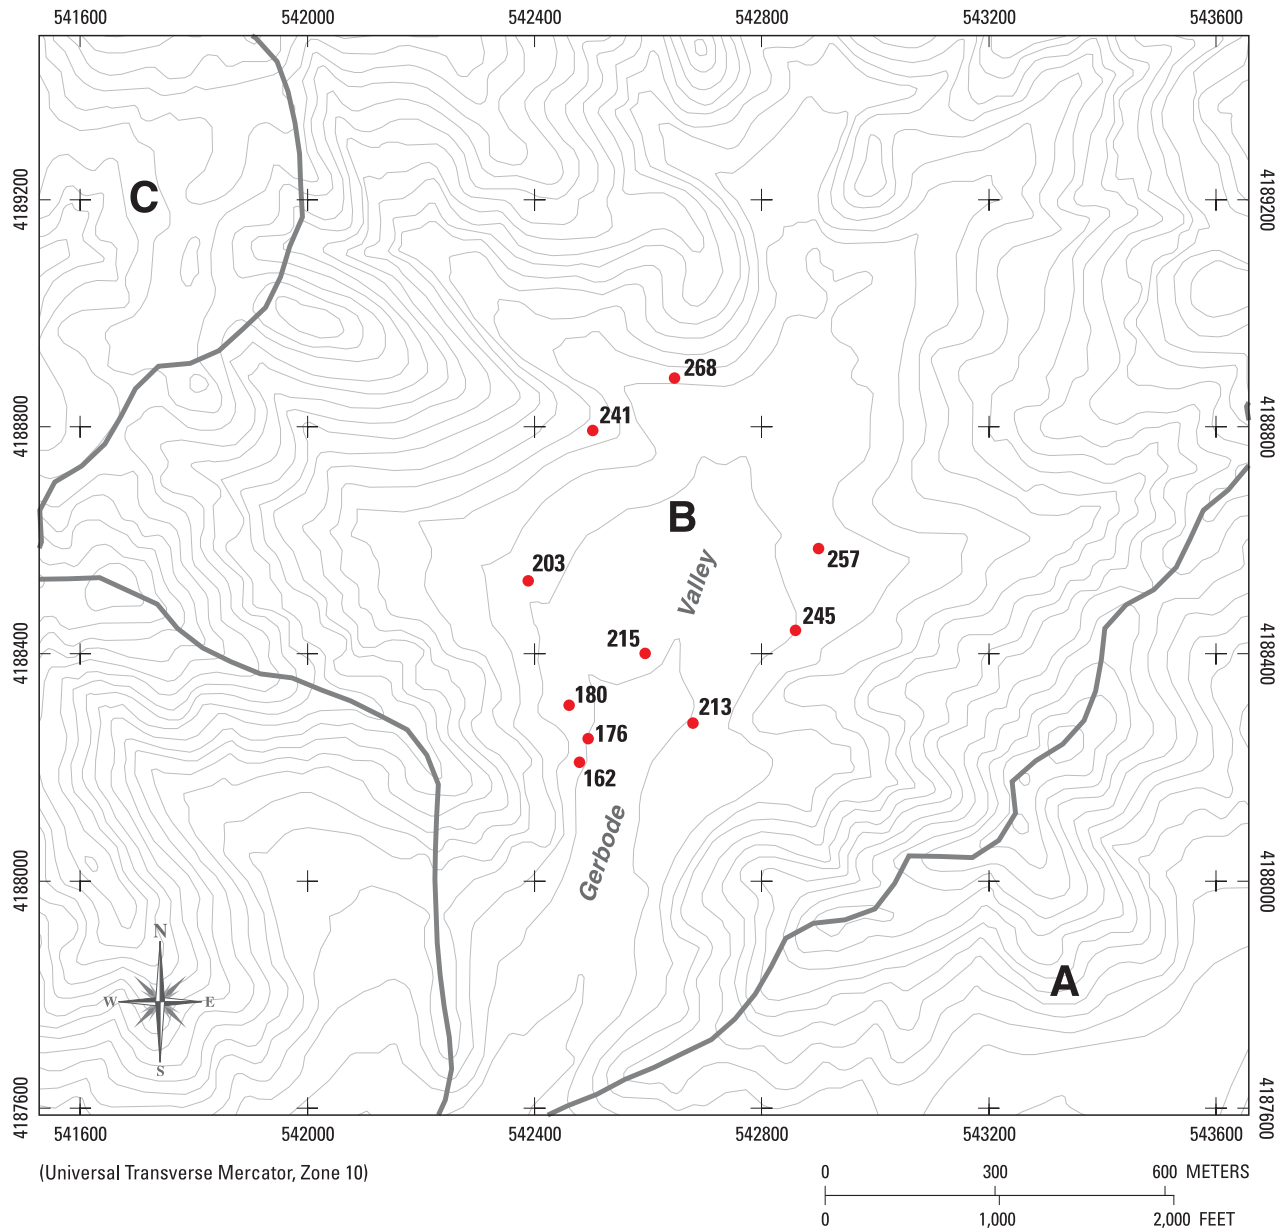 541600 542000 542400 542800 543200 543600
4189200 4189200
C
268
241
4188800 4188800
B
257
203
Valley
245
215
4188400 4188400
180
213
176
162
Gerbode
4188000 4188000
N
A
W E
S
4187600 4187600
541600 542000 542400 542800 543200 543600
(Universal Transverse Mercator, Zone 10)
0 300 600 METERS
0 1,000 2,000 FEET